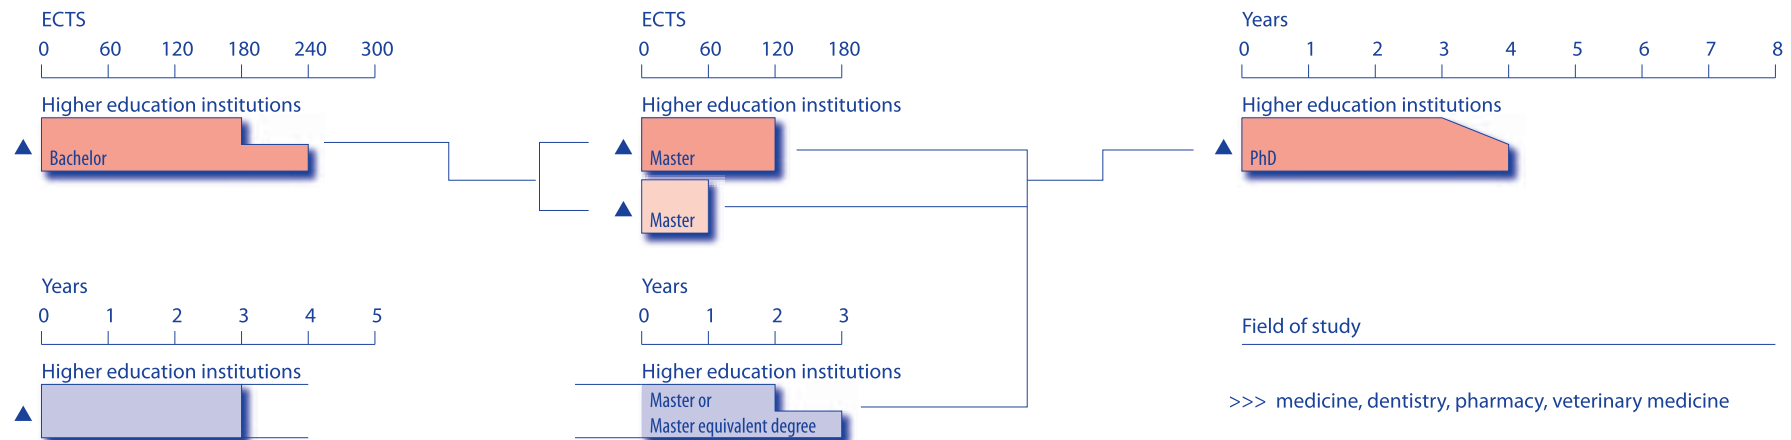 ECTS
0 60 120 180 240 300
Higher education institutions
Bachelor
ECTS
0 60 120 180
Higher education institutions
Master
Master
Years
0 1 2 3 4 5 6 7 8
Higher education institutions
PhD
Years
0 1 2 3 4 5
Higher education institutions
Years
0 1 2 3
Higher education institutions
Master or
Master equivalent degree
Field of study
>>> medicine, dentistry, pharmacy, veterinary medicine